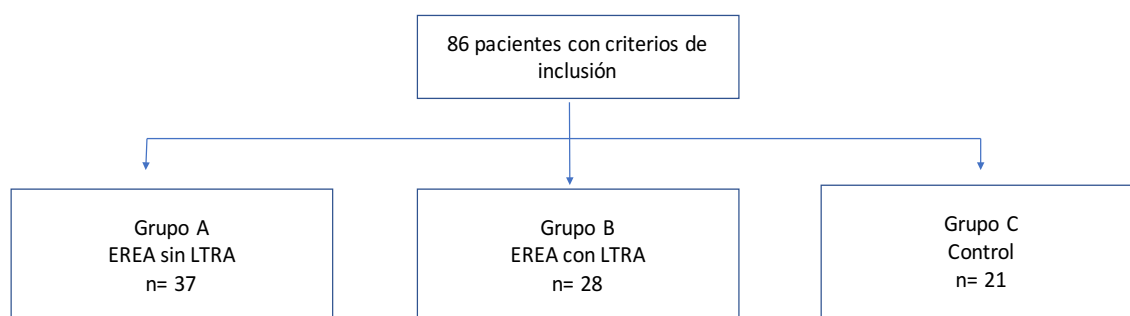 86 pacientes con criterios de
inclusión
Grupo A
EREA sin LTRA
n= 37
Grupo B
EREA con LTRA
n= 28
Grupo C
Control
n= 21